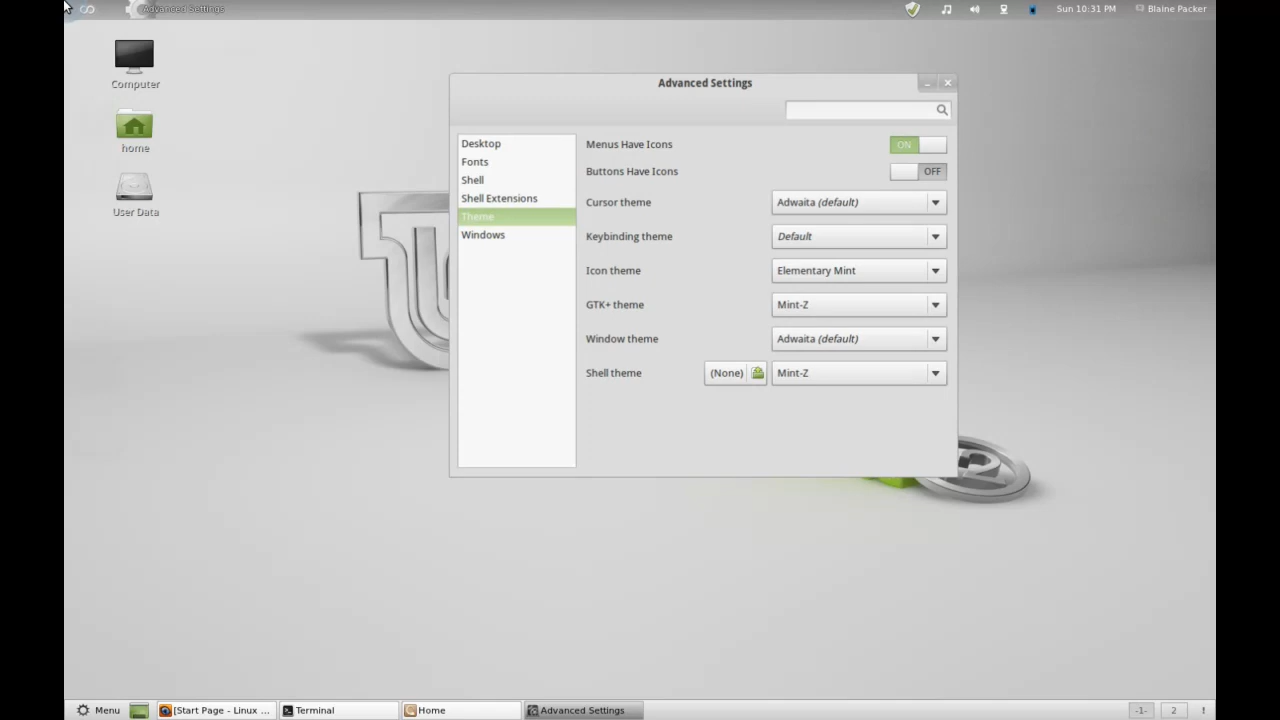 Advanced Settings
Sun 10:31 PM
Blaine Packer
Computer
home
User Data
Advanced Settings
Desktop
Fonts
Shell
Shell Extensions
Theme
Windows
Menus Have Icons ON
Buttons Have Icons OFF
Cursor theme Adwaita (default)
Keybinding theme Default
Icon theme Elementary Mint
GTK+ theme Mint-Z
Window theme Adwaita (default)
Shell theme (None) Mint-Z
Menu [Start Page - Linux ... Terminal Home Advanced Settings -1- 2 !